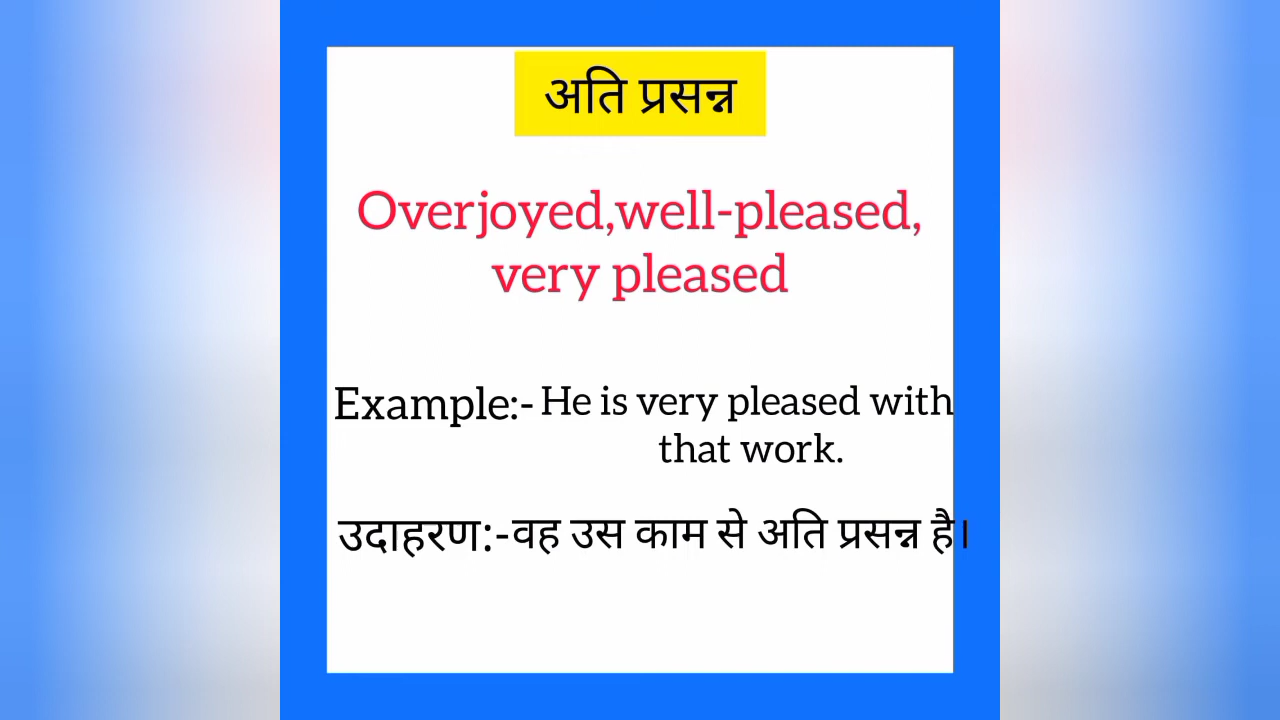 अति प्रसन्न
Overjoyed,well-pleased,
very pleased
Example:- He is very pleased with
that work.
उदाहरण:-वह उस काम से अति प्रसन्न है।